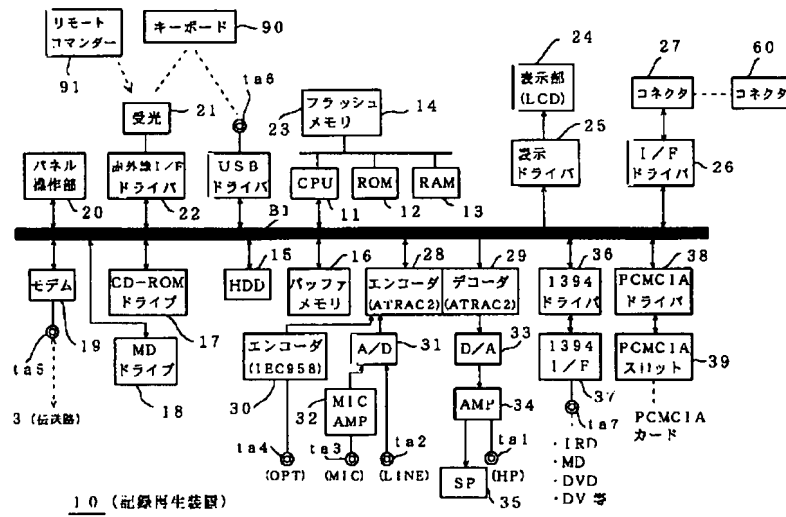 リモート
コマンダー
91
キーボード
90
ta6
受光
21
23
フラッシュ
メモリ
14
24
表示部
(LCD)
27
コネクタ
60
コネクタ
25
パネル
操作部
20
赤外線I/F
ドライバ
22
USB
ドライバ
CPU
11
ROM
12
RAM
13
表示
ドライバ
I/F
ドライバ
26
B1
モデム
19
CD-ROM
ドライブ
17
HDD
15
バッファ
メモリ
16
エンコーダ
(ATRAC2)
28
デコーダ
(ATRAC2)
29
1394
ドライバ
36
PCMCIA
ドライバ
38
ta5
MD
ドライブ
18
エンコーダ
(IEC958)
30
A/D
31
D/A
33
1394
I/F
37
PCMCIA
スロット
39
3 (伝送路)
32
MIC
AMP
AMP
34
ta7
PCMCIA
カード
ta4
(OPT)
ta3
(MIC)
ta2
(LINE)
SP
35
ta1
(HP)
・IRD
・MD
・DVD
・DV 等
10 (記録再生装置)